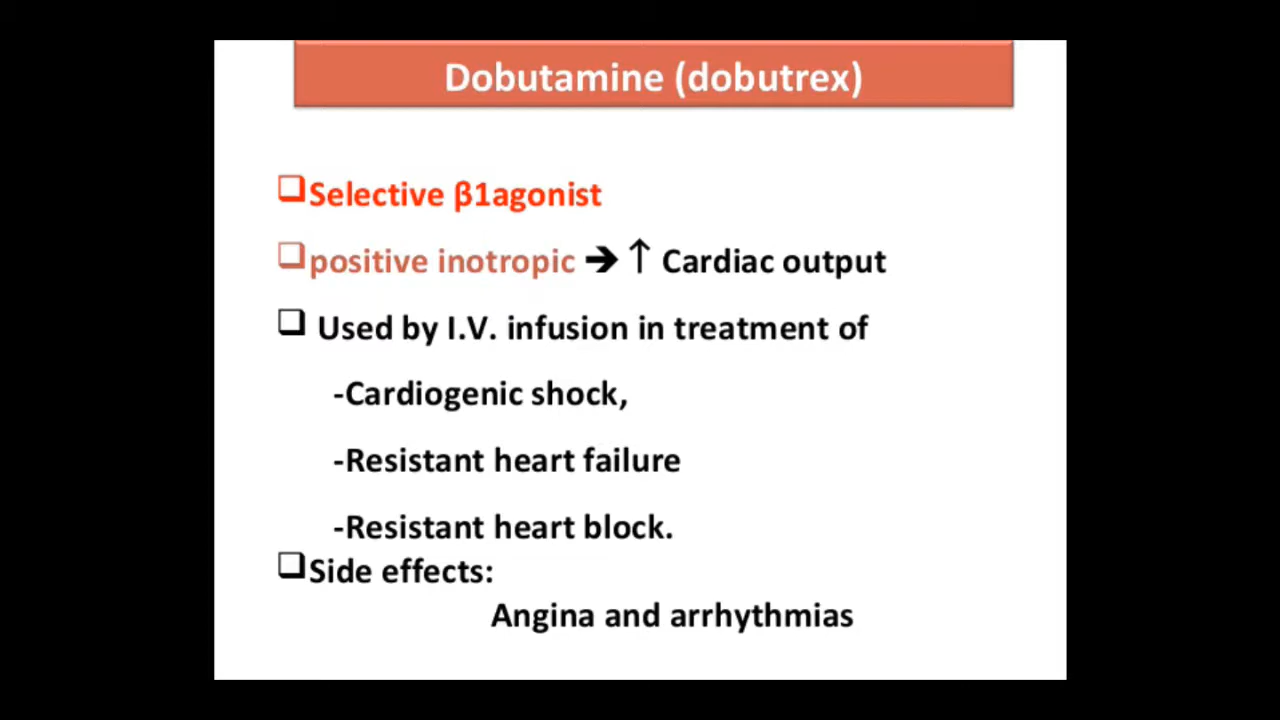 Dobutamine (dobutrex)
❑Selective β1agonist
❑positive inotropic ➔ ↑ Cardiac output
❑ Used by I.V. infusion in treatment of
-Cardiogenic shock,
-Resistant heart failure
-Resistant heart block.
❑Side effects:
Angina and arrhythmias